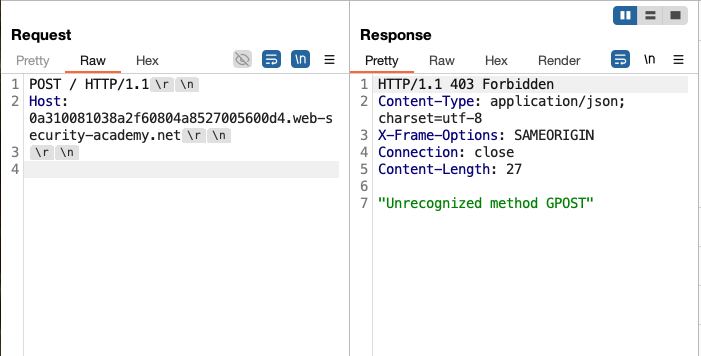 Request
Pretty Raw Hex \n
1 POST / HTTP/1.1 \r \n
2 Host:
0a310081038a2f60804a8527005600d4.web-s
ecurity-academy.net \r \n
3 \r \n
4
Response
Pretty Raw Hex Render \n
1 HTTP/1.1 403 Forbidden
2 Content-Type: application/json;
charset=utf-8
3 X-Frame-Options: SAMEORIGIN
4 Connection: close
5 Content-Length: 27
6
7 "Unrecognized method GPOST"